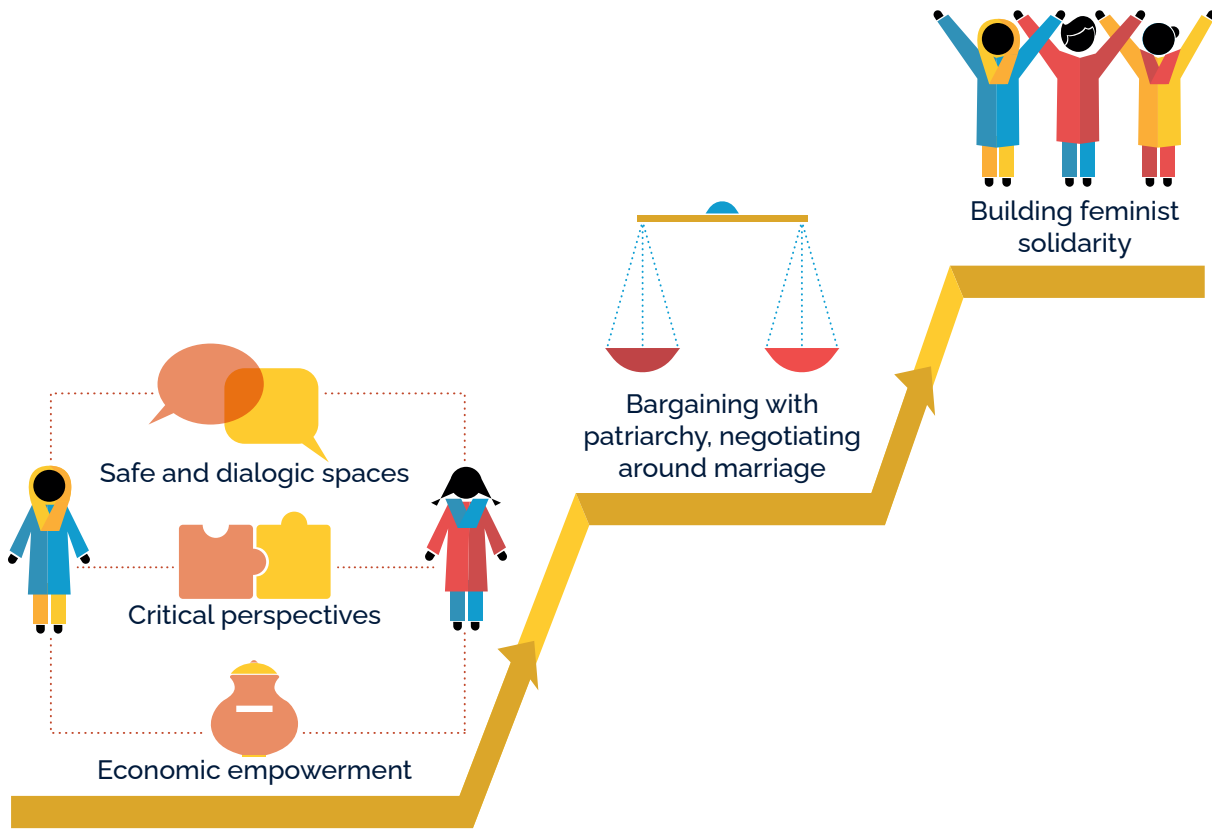 Building feminist
solidarity
Bargaining with
patriarchy, negotiating
around marriage
Safe and dialogic spaces
Critical perspectives
Economic empowerment